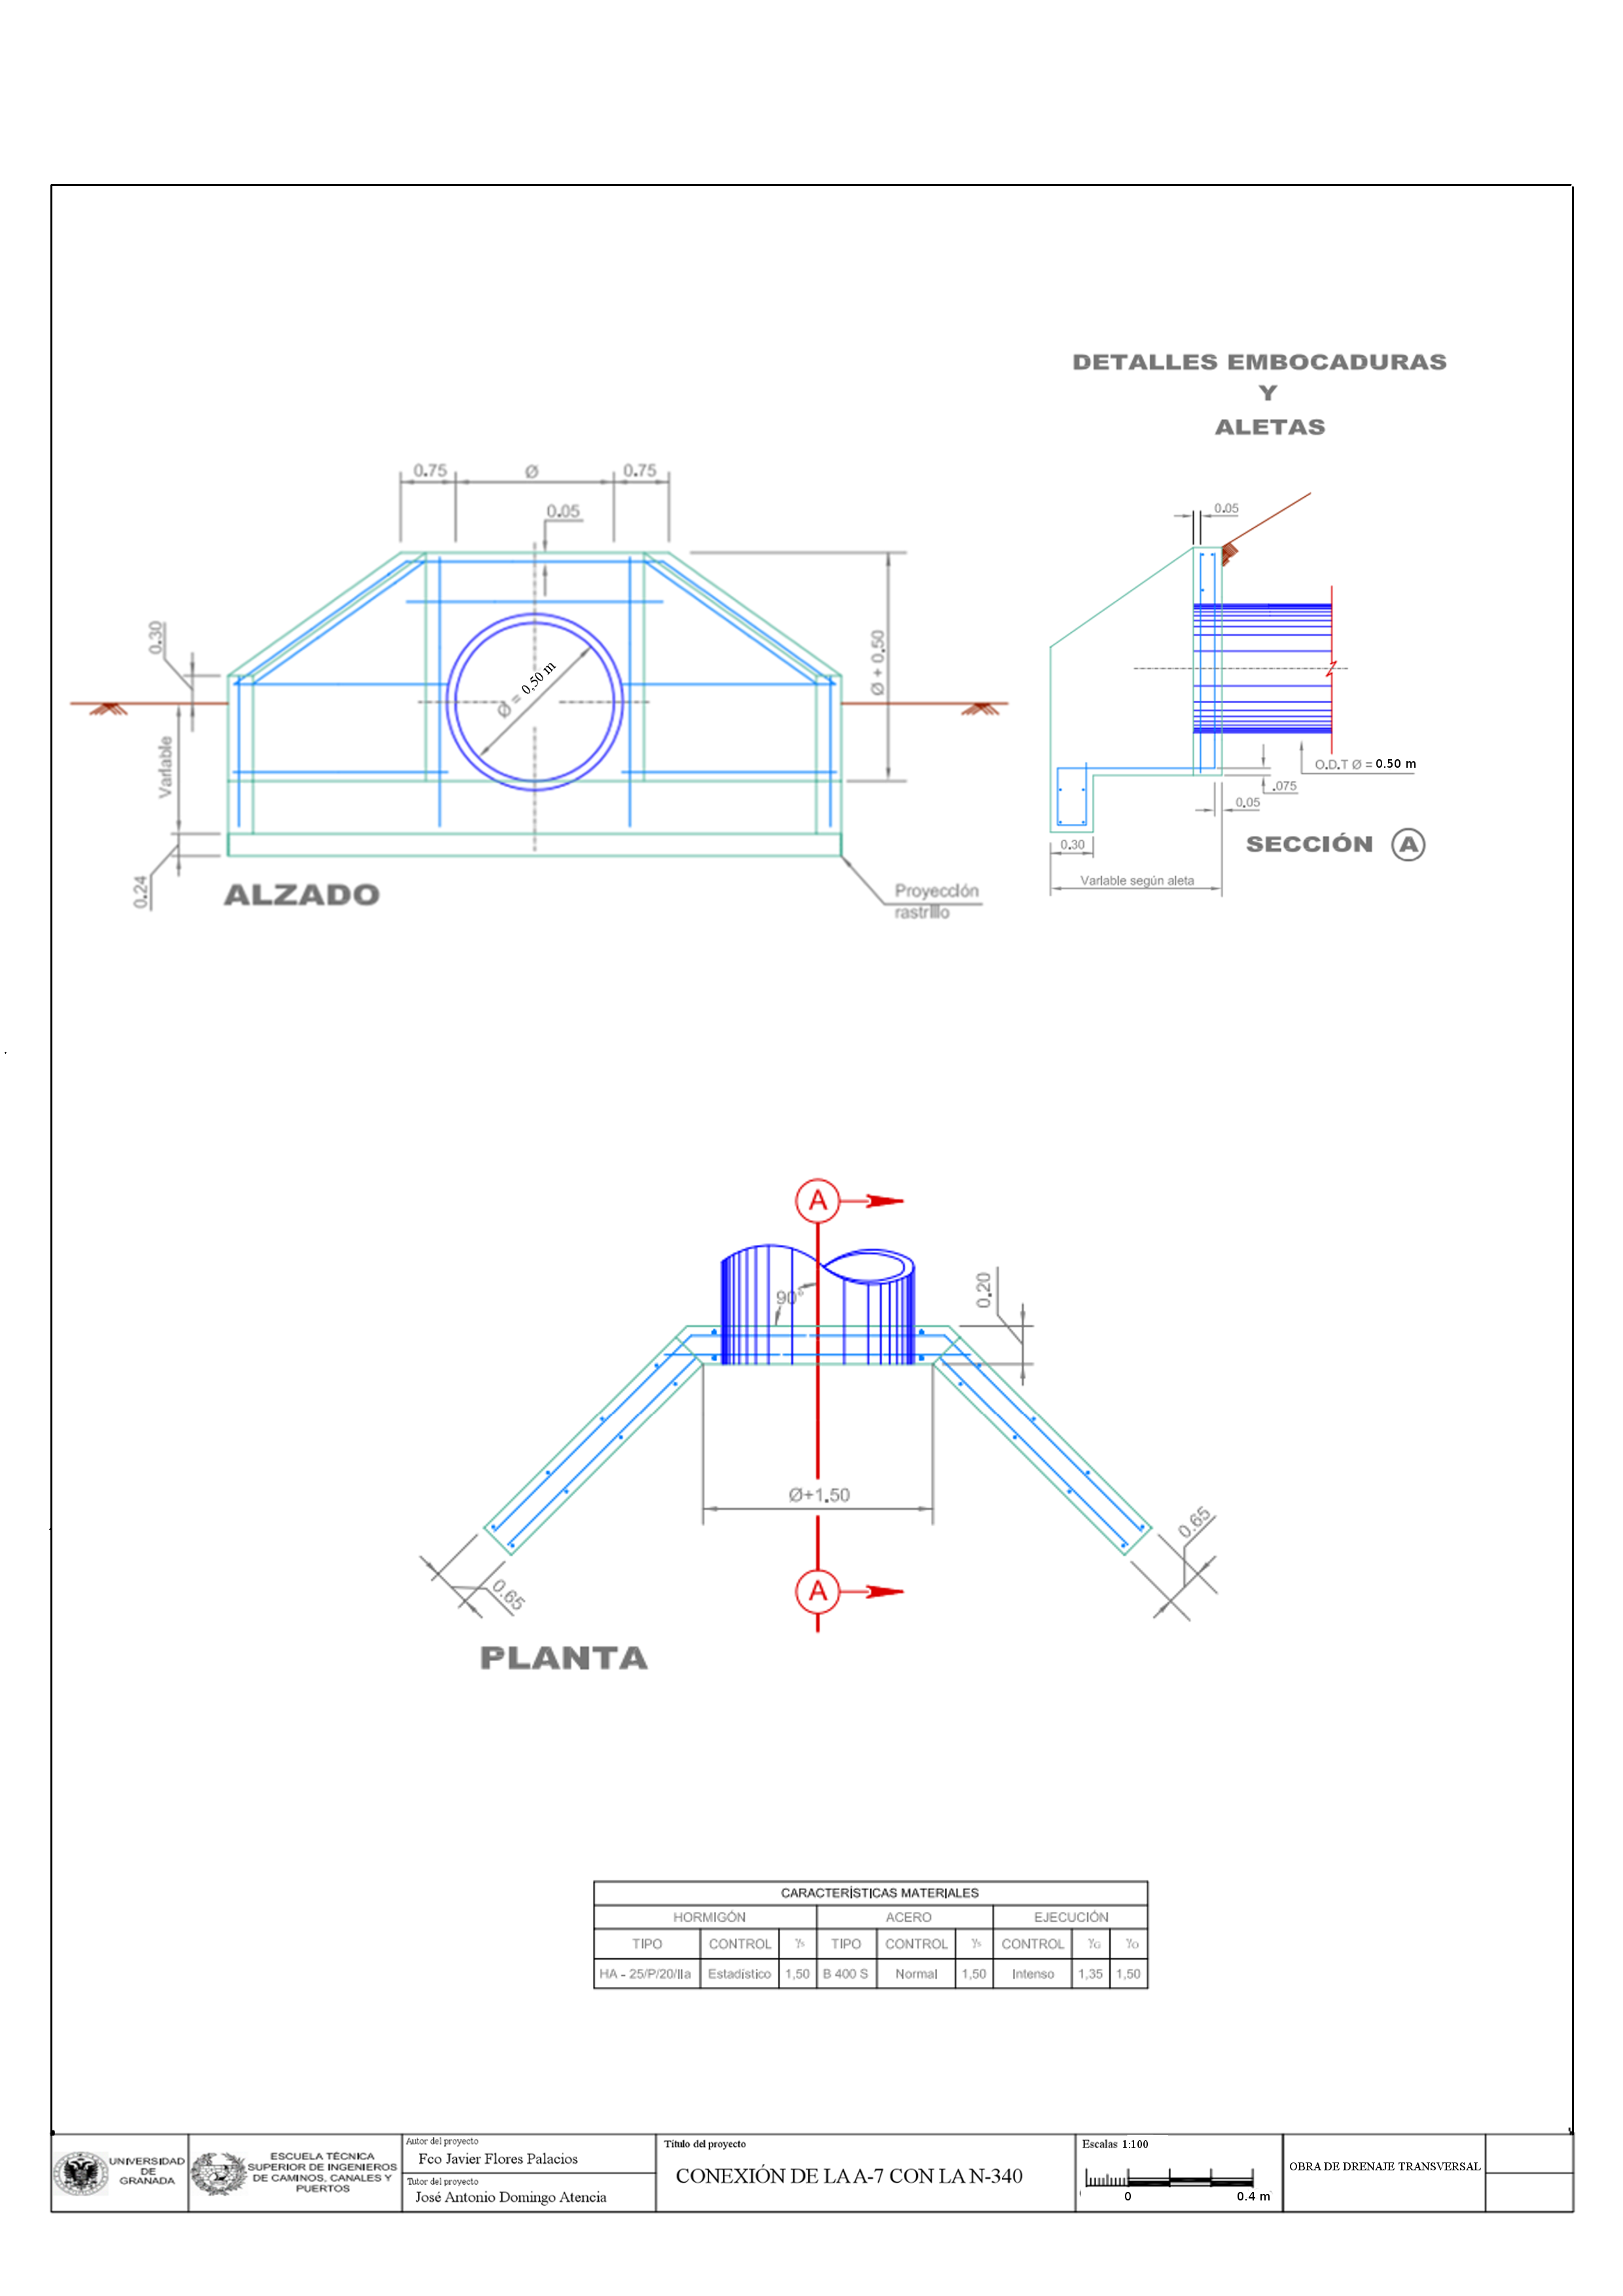 DETALLES EMBOCADURAS
Y
ALETAS
0.75
Ø
0.75
0.05
0.30
Ø = 0,50 m
Ø + 0.50
Variable
0.24
ALZADO
Proyección
rastrillo
0.05
O.D.T Ø = 0.50 m
.075
0.05
0.30
SECCIÓN A
Variable según aleta
A
90°
0.20
Ø+1.50
0.65
0.65
A
PLANTA
CARACTERÍSTICAS MATERIALES
HORMIGÓN ACERO EJECUCIÓN
TIPO CONTROL γs TIPO CONTROL γs CONTROL γG γQ
HA - 25/P/20/IIa Estadístico 1,50 B 400 S Normal 1,50 Intenso 1,35 1,50
UNIVERSIDAD
DE
GRANADA
ESCUELA TÉCNICA
SUPERIOR DE INGENIEROS
DE CAMINOS, CANALES Y
PUERTOS
Autor del proyecto
Fco Javier Flores Palacios
Tutor del proyecto
José Antonio Domingo Atencia
Título del proyecto
CONEXIÓN DE LA A-7 CON LA N-340
Escalas 1:100
0 0.4 m
OBRA DE DRENAJE TRANSVERSAL